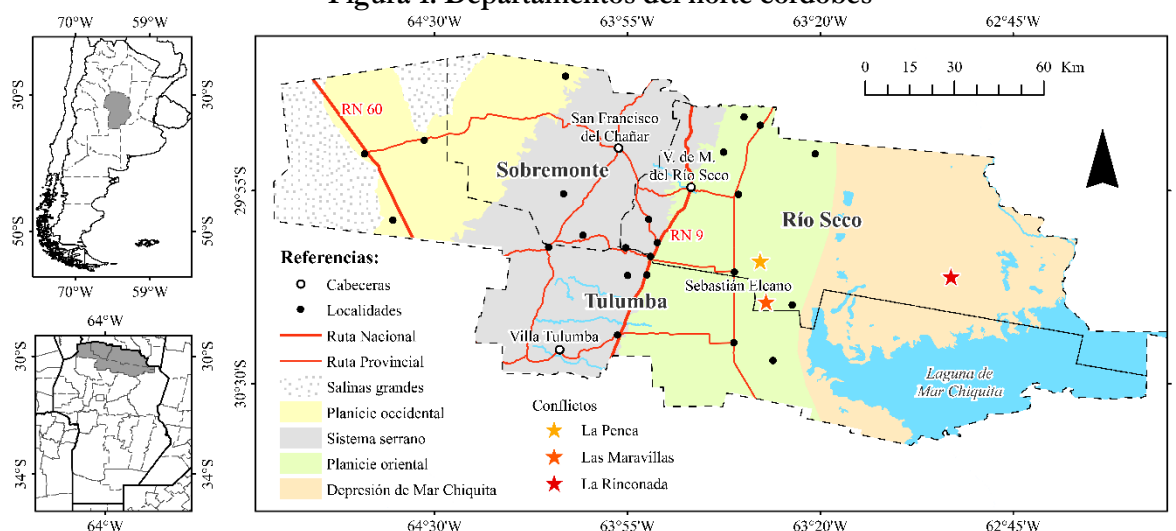 Figura 1. Departamentos del norte cordobés
70°W 59°W
30°S 30°S
50°S 50°S
70°W 59°W
64°W
30°S 30°S
34°S 34°S
64°W
64°30'W 63°55'W 63°20'W 62°45'W
0 15 30 60 Km
RN 60
San Francisco
del Chañar
Sobremonte
V. de M.
del Río Seco
29°55'S 29°55'S
Río Seco
RN 9
Sebastián Elcano
Tulumba
Villa Tulumba
Laguna de
Mar Chiquita
30°30'S 30°30'S
Referencias:
Cabeceras
Localidades
Ruta Nacional
Ruta Provincial
Salinas grandes
Planicie occidental
Sistema serrano
Planicie oriental
Depresión de Mar Chiquita
Conflictos
La Penca
Las Maravillas
La Rinconada
64°30'W 63°55'W 63°20'W 62°45'W